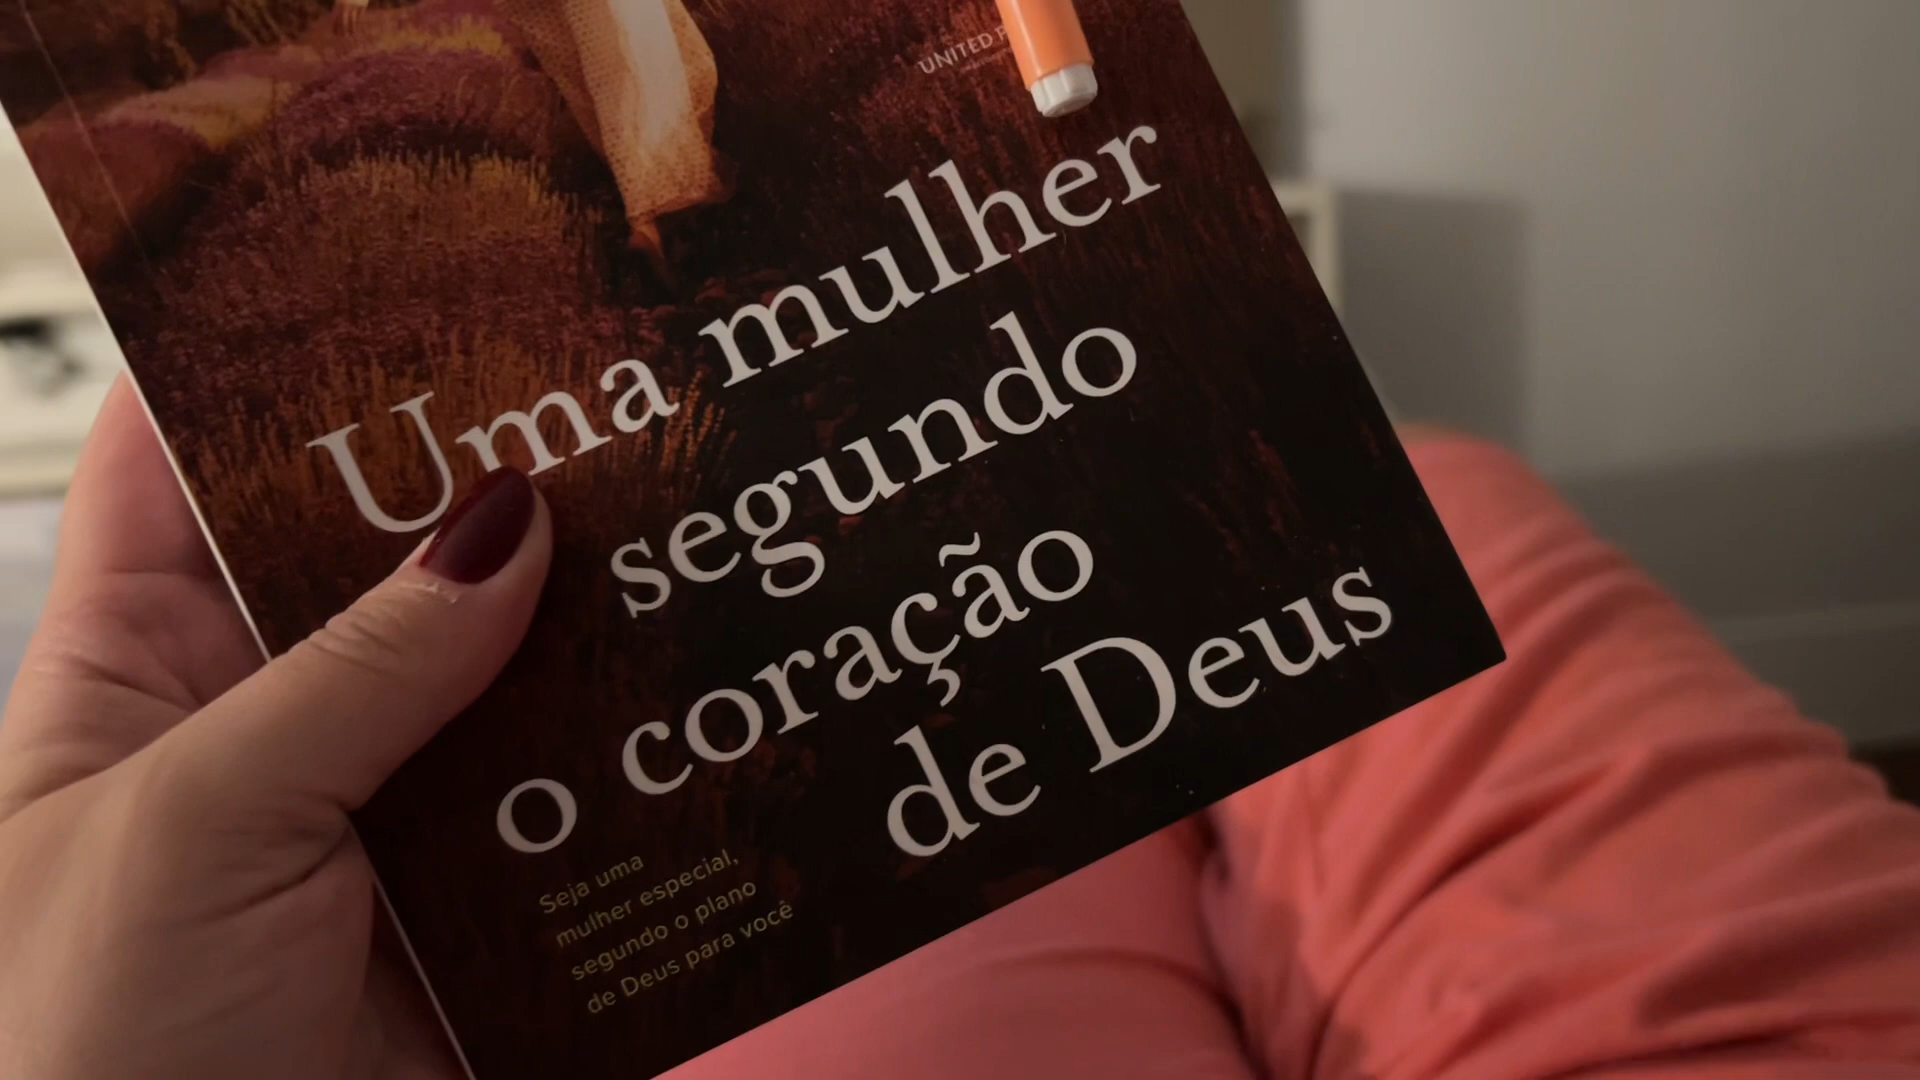 UNITED
Uma mulher
segundo
o coração
de Deus
Seja uma
mulher especial,
segundo o plano
de Deus para você